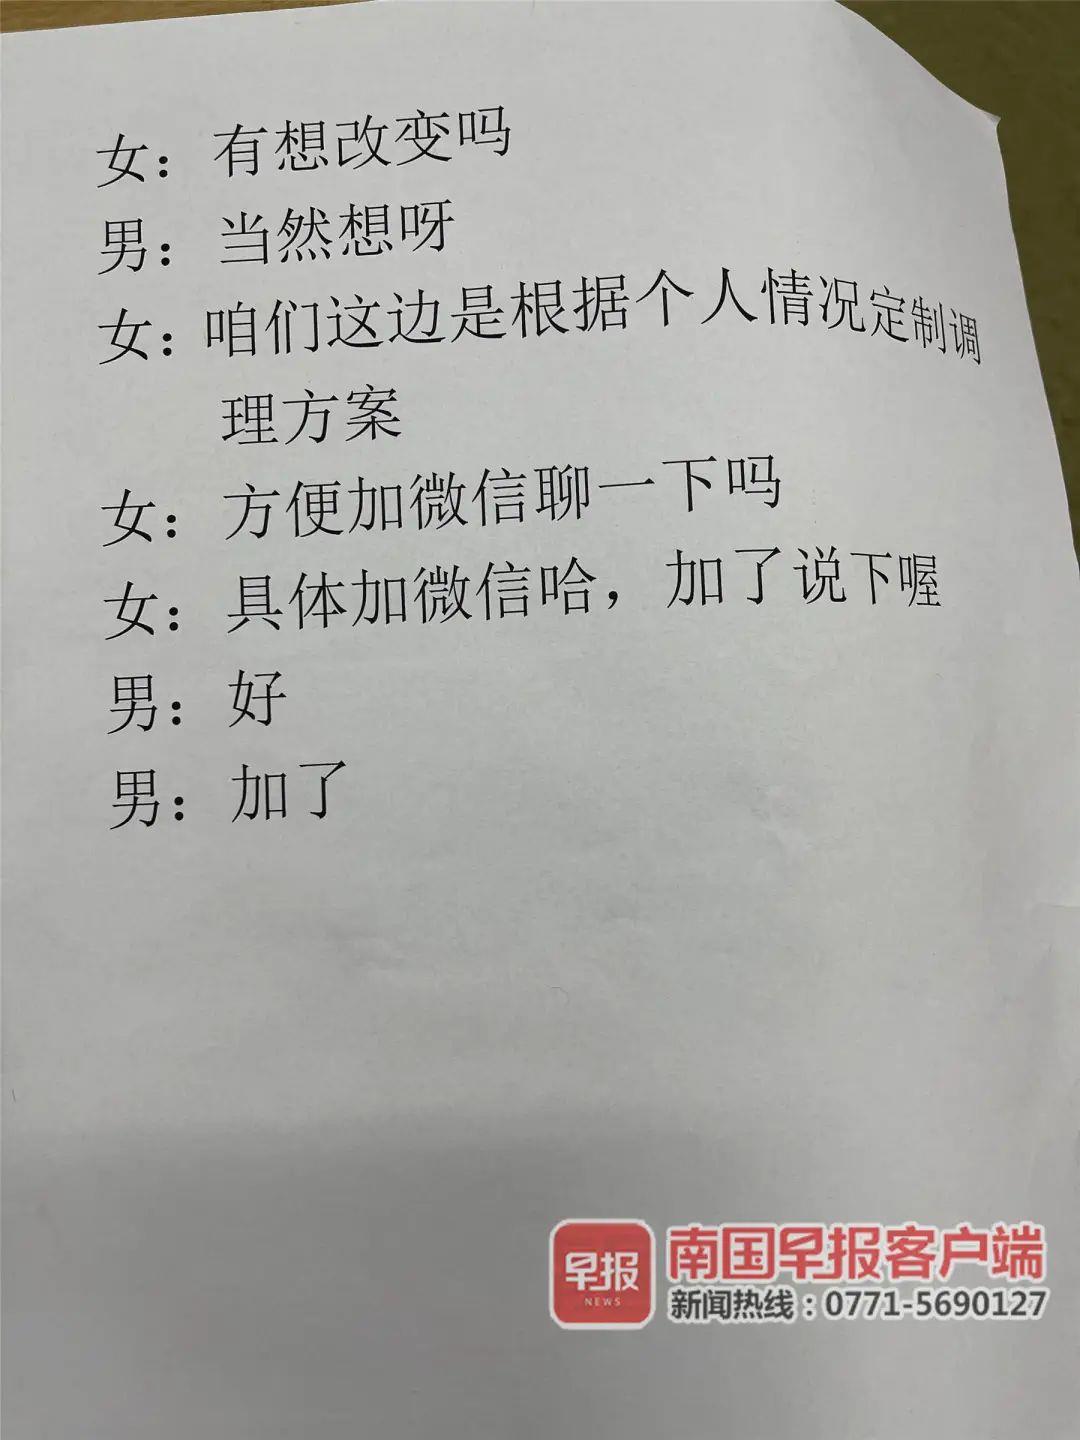 女：有想改变吗
男：当然想呀
女：咱们这边是根据个人情况定制调
理方案
女：方便加微信聊一下吗
女：具体加微信哈，加了说下喔
男：好
男：加了
早报
NEWS
南国早报客户端
新闻热线：0771-5690127